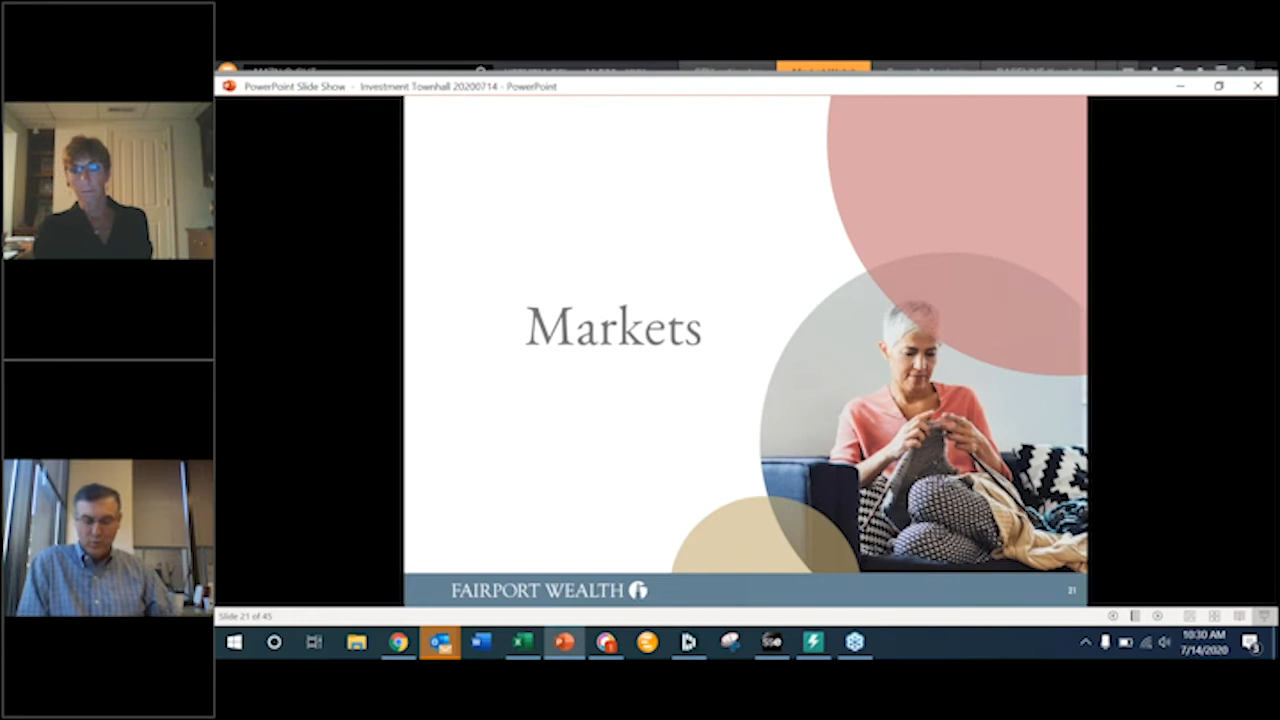 PowerPoint Slide Show - Investment Townhall 20200714 - PowerPoint
Markets
FAIRPORT WEALTH
21
Slide 21 of 45
10:30 AM
7/14/2020
3